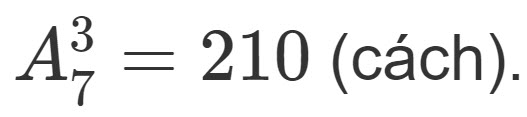 $A_7^3 = 210$ (cách).